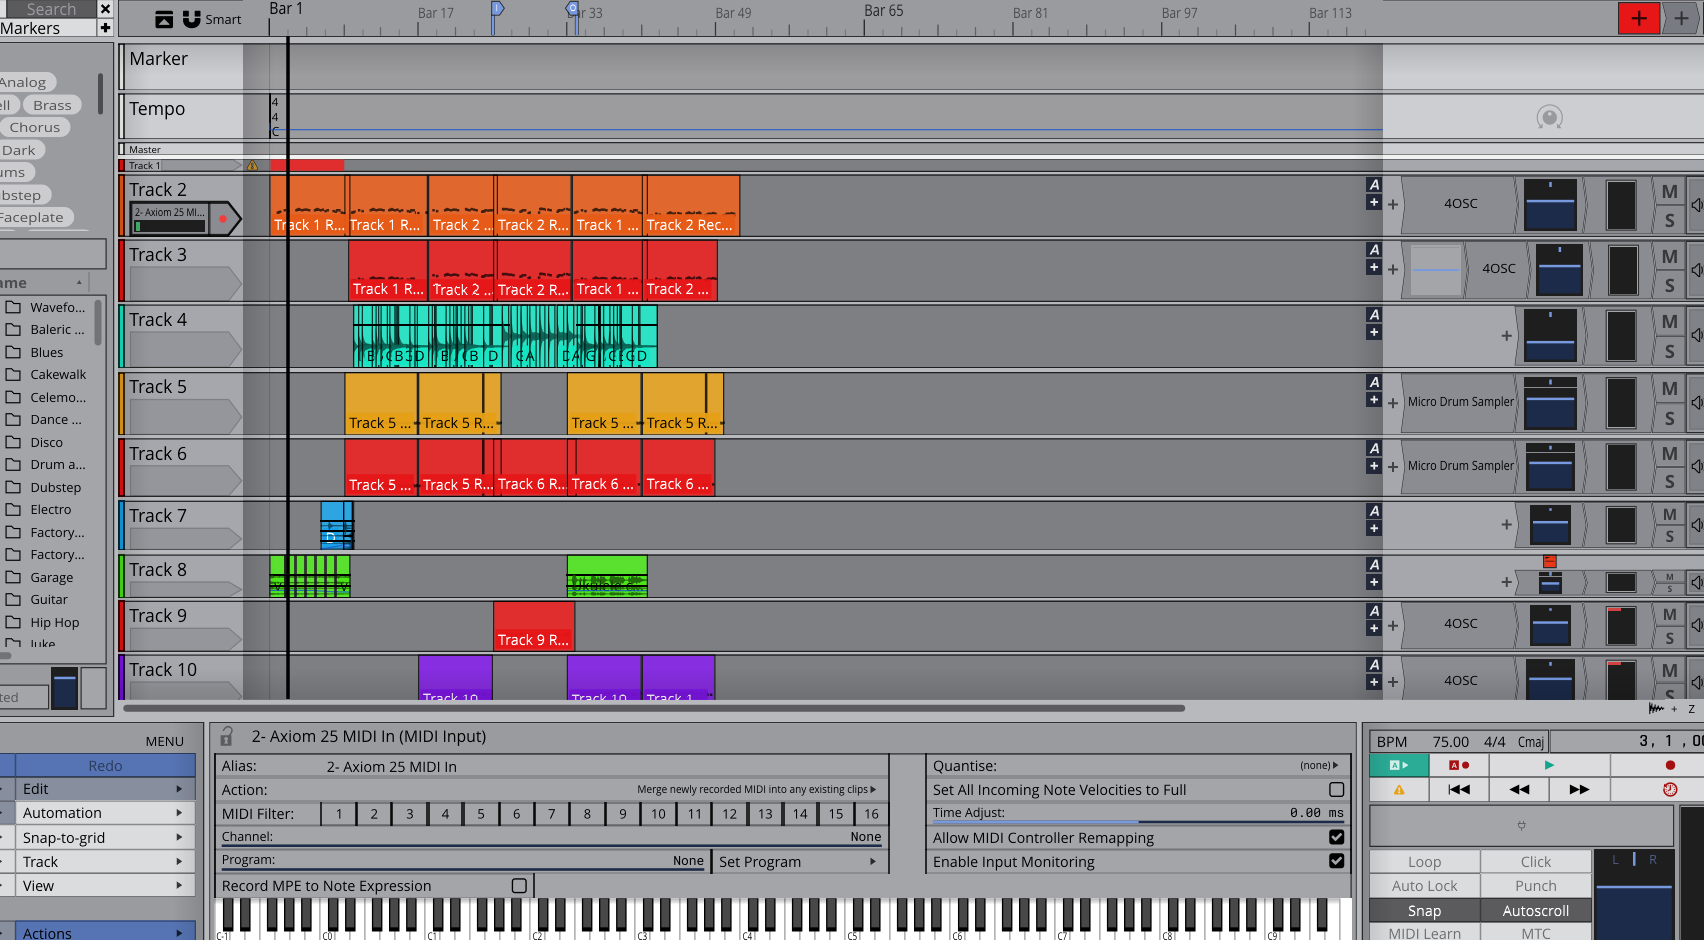 Search
Markers
Smart
Bar 1
Bar 17
Bar 33
Bar 49
Bar 65
Bar 81
Bar 97
Bar 113
Analog
Brass
Chorus
Dark
Faceplate
Marker
Tempo
4
4
C
Master
Track 1
Track 2
2- Axiom 25 MI...
Track 1 R...
Track 1 R...
Track 2 ...
Track 2 R...
Track 1 ...
Track 2 Rec...
A
4OSC
M
S
Track 3
Track 1 R...
Track 2 ...
Track 2 R...
Track 1 ...
Track 2 ...
A
4OSC
M
S
Track 4
A
M
S
Track 5
Track 5 ...
Track 5 R...
Track 5 ...
Track 5 R...
A
Micro Drum Sampler
M
S
Track 6
Track 5 ...
Track 5 R...
Track 6 R...
Track 6 ...
Track 6 ...
A
Micro Drum Sampler
M
S
Track 7
D
A
M
S
Track 8
A
M
S
Track 9
Track 9 R...
A
4OSC
M
S
Track 10
Track 10
Track 10
Track 1
A
4OSC
M
S
Wavefo...
Baleric ...
Blues
Cakewalk
Celemo...
Dance ...
Disco
Drum a...
Dubstep
Electro
Factory...
Factory...
Garage
Guitar
Hip Hop
Juke
Z
MENU
Redo
Edit
Automation
Snap-to-grid
Track
View
Actions
2- Axiom 25 MIDI In (MIDI Input)
Alias: 2- Axiom 25 MIDI In
Action: Merge newly recorded MIDI into any existing clips
MIDI Filter: 1 2 3 4 5 6 7 8 9 10 11 12 13 14 15 16
Channel: None
Program: None
Set Program
Record MPE to Note Expression
Quantise: (none)
Set All Incoming Note Velocities to Full
Time Adjust: 0.00 ms
Allow MIDI Controller Remapping
Enable Input Monitoring
C-1 C0 C1 C2 C3 C4 C5 C6 C7 C8 C9
BPM 75.00 4/4 Cmaj
3, 1,
A
A
Loop
Click
Auto Lock
Punch
Snap
Autoscroll
MIDI Learn
MTC
L R